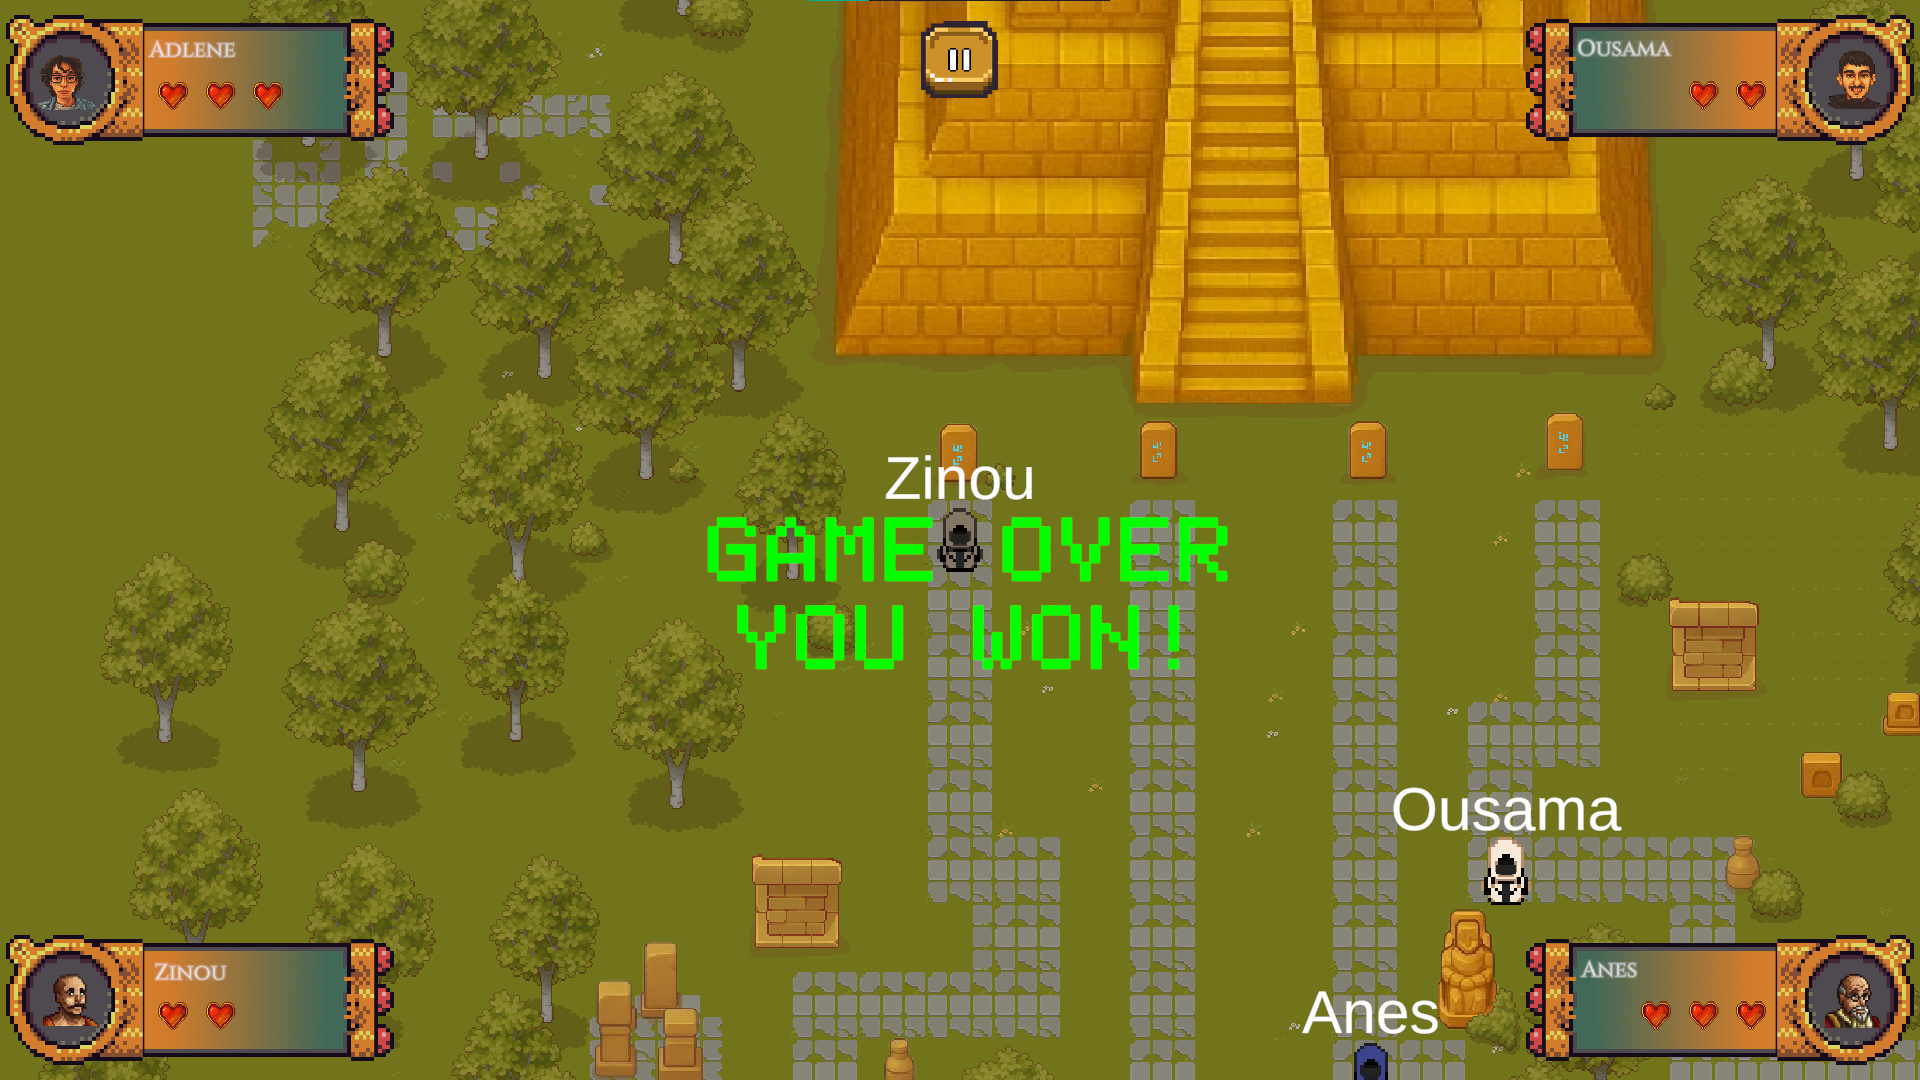 Adlene
Ousama
Zinou
GAME OVER
YOU WON!
Ousama
Zinou
Anes
Anes